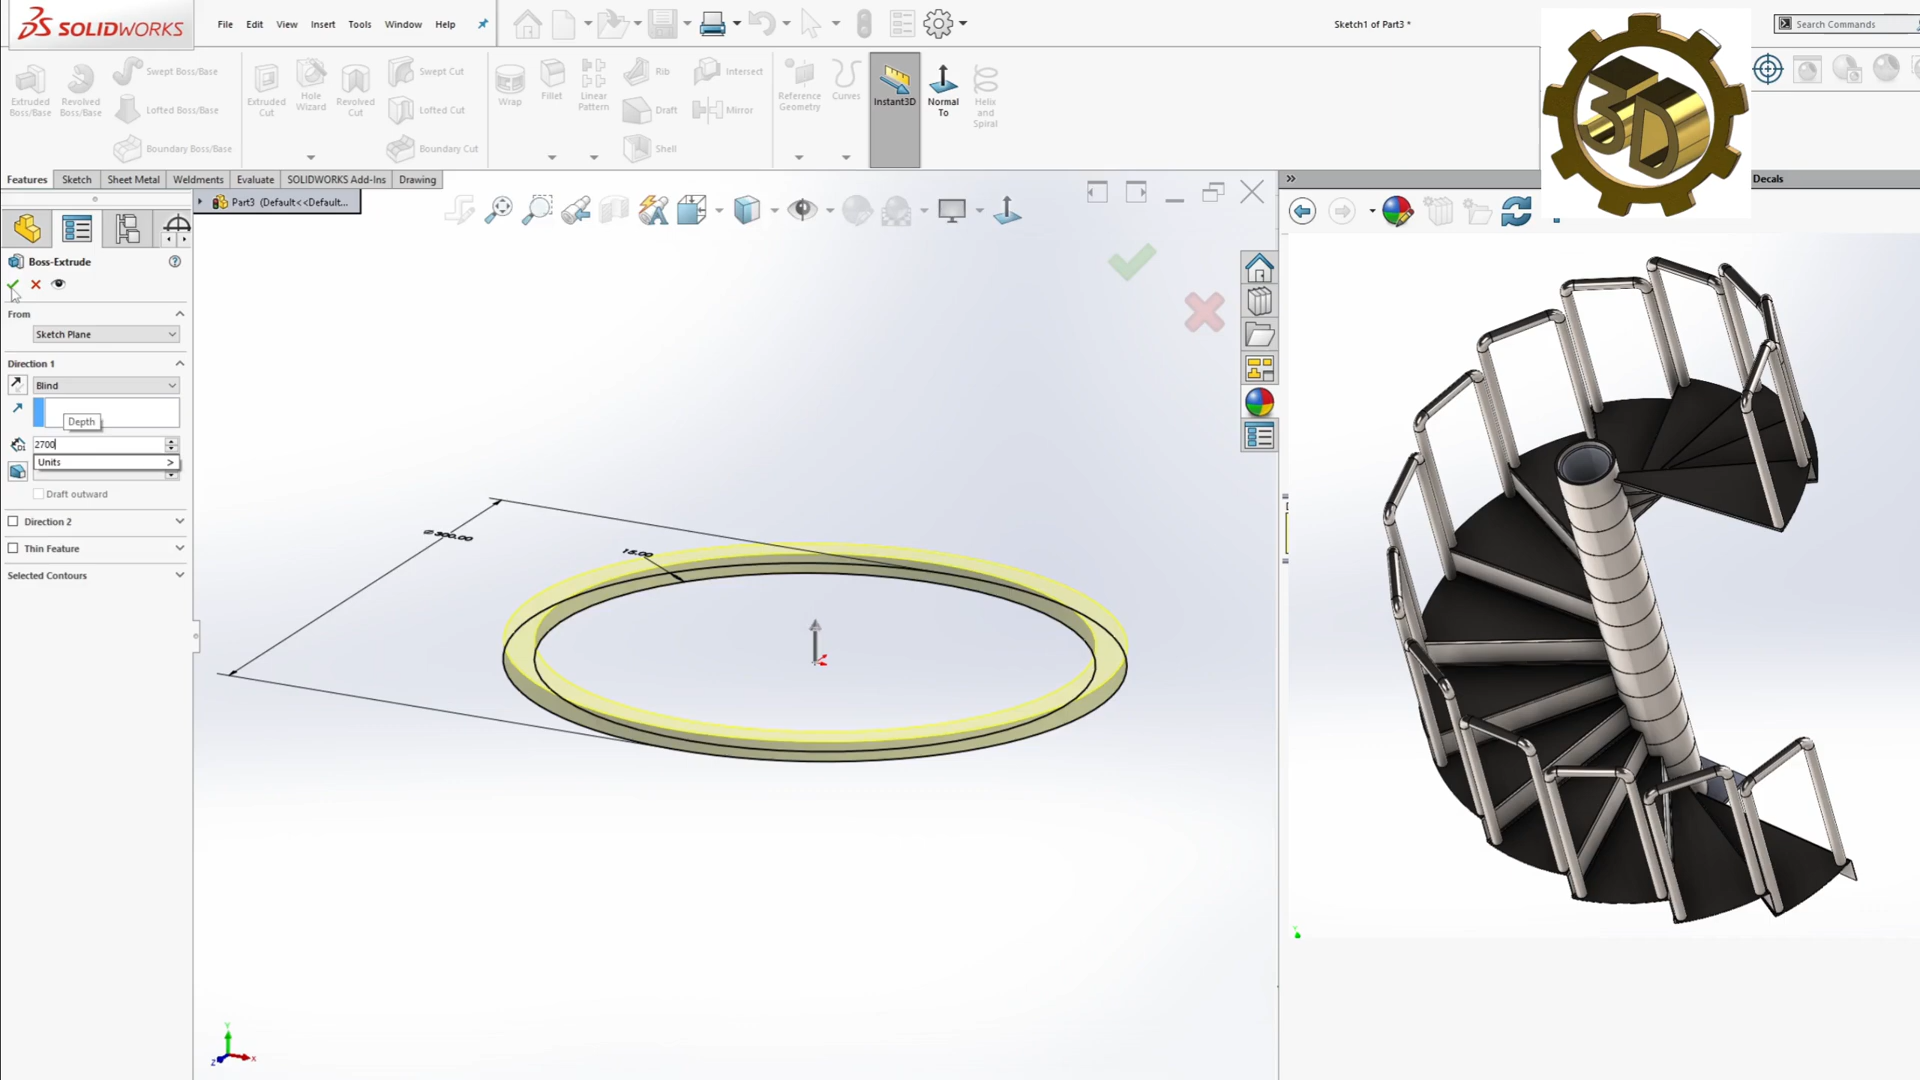 SOLIDWORKS
File Edit View Insert Tools Window Help
Sketch1 of Part3 *
Search Commands
3D
Extruded Boss/Base
Revolved Boss/Base
Swept Boss/Base
Lofted Boss/Base
Boundary Boss/Base
Extruded Cut
Hole Wizard
Revolved Cut
Swept Cut
Lofted Cut
Boundary Cut
Wrap
Fillet
Linear Pattern
Rib
Draft
Shell
Intersect
Mirror
Reference Geometry
Curves
Instant3D
Normal To
Helix and Spiral
Features Sketch Sheet Metal Weldments Evaluate SOLIDWORKS Add-Ins Drawing
Decals
Part3 (Default<<Default...
Boss-Extrude
From
Sketch Plane
Direction 1
Blind
Depth
2700
Units >
Draft outward
Direction 2
Thin Feature
Selected Contours
⌀300.00
15.00
Y
Z
X